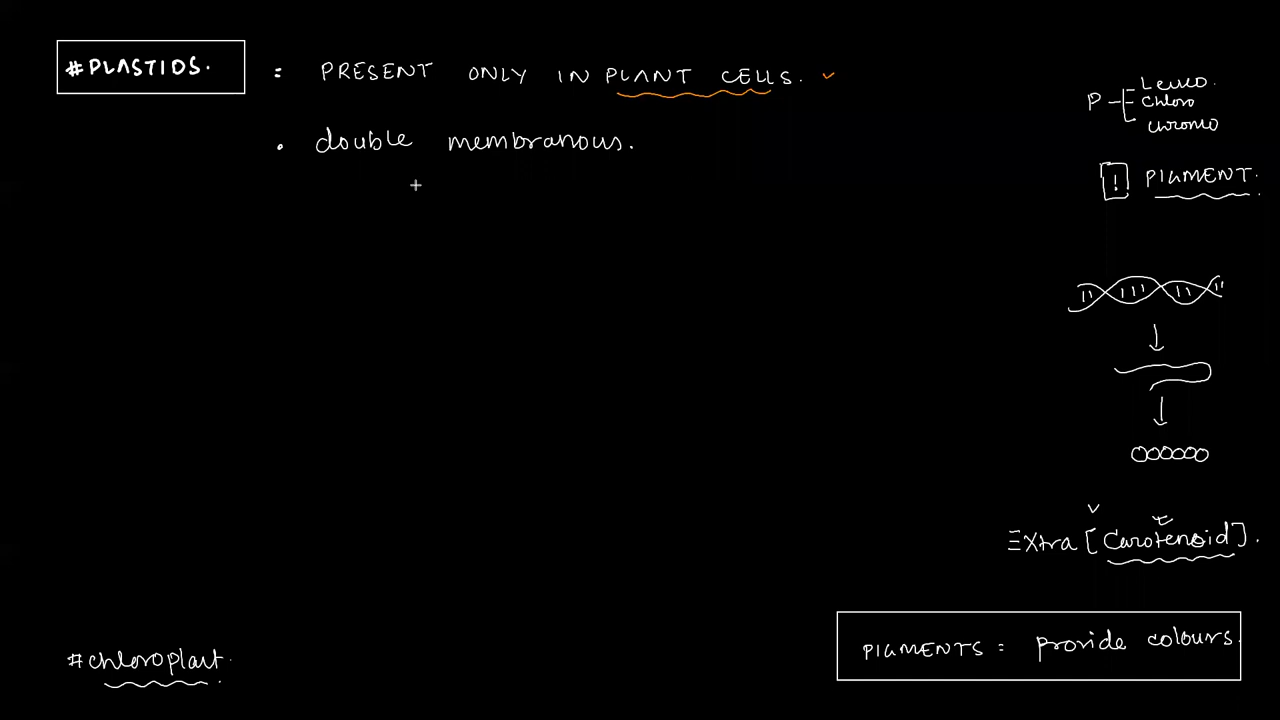 #PLASTIDS.
: PRESENT ONLY IN PLANT CELLS.
. double membranous.
P
Leuco.
Chloro
Chromo
! PIGMENT.
Extra [Carotenoid].
PIGMENTS : provide colours.
#chloroplast.